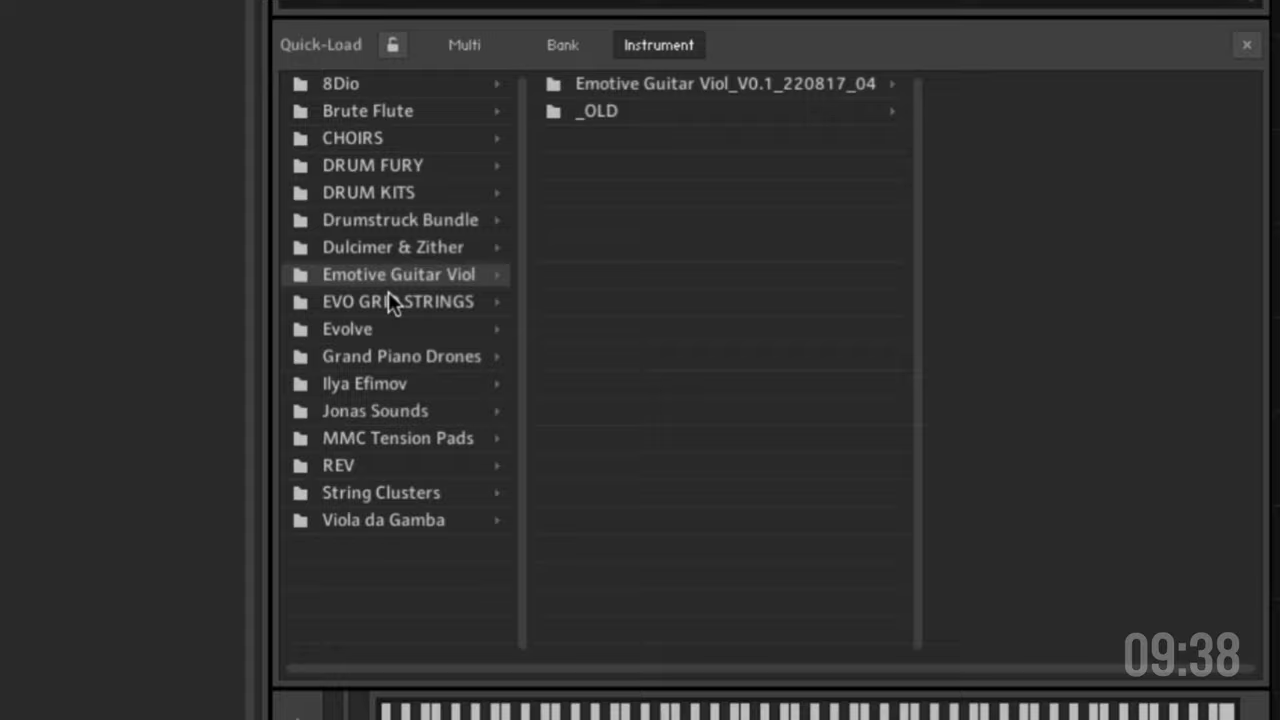 Quick-Load Multi Bank Instrument ×
8Dio
Brute Flute
CHOIRS
DRUM FURY
DRUM KITS
Drumstruck Bundle
Dulcimer & Zither
Emotive Guitar Viol
EVO GRID STRINGS
Evolve
Grand Piano Drones
Ilya Efimov
Jonas Sounds
MMC Tension Pads
REV
String Clusters
Viola da Gamba
Emotive Guitar Viol_V0.1_220817_04
_OLD
09:38